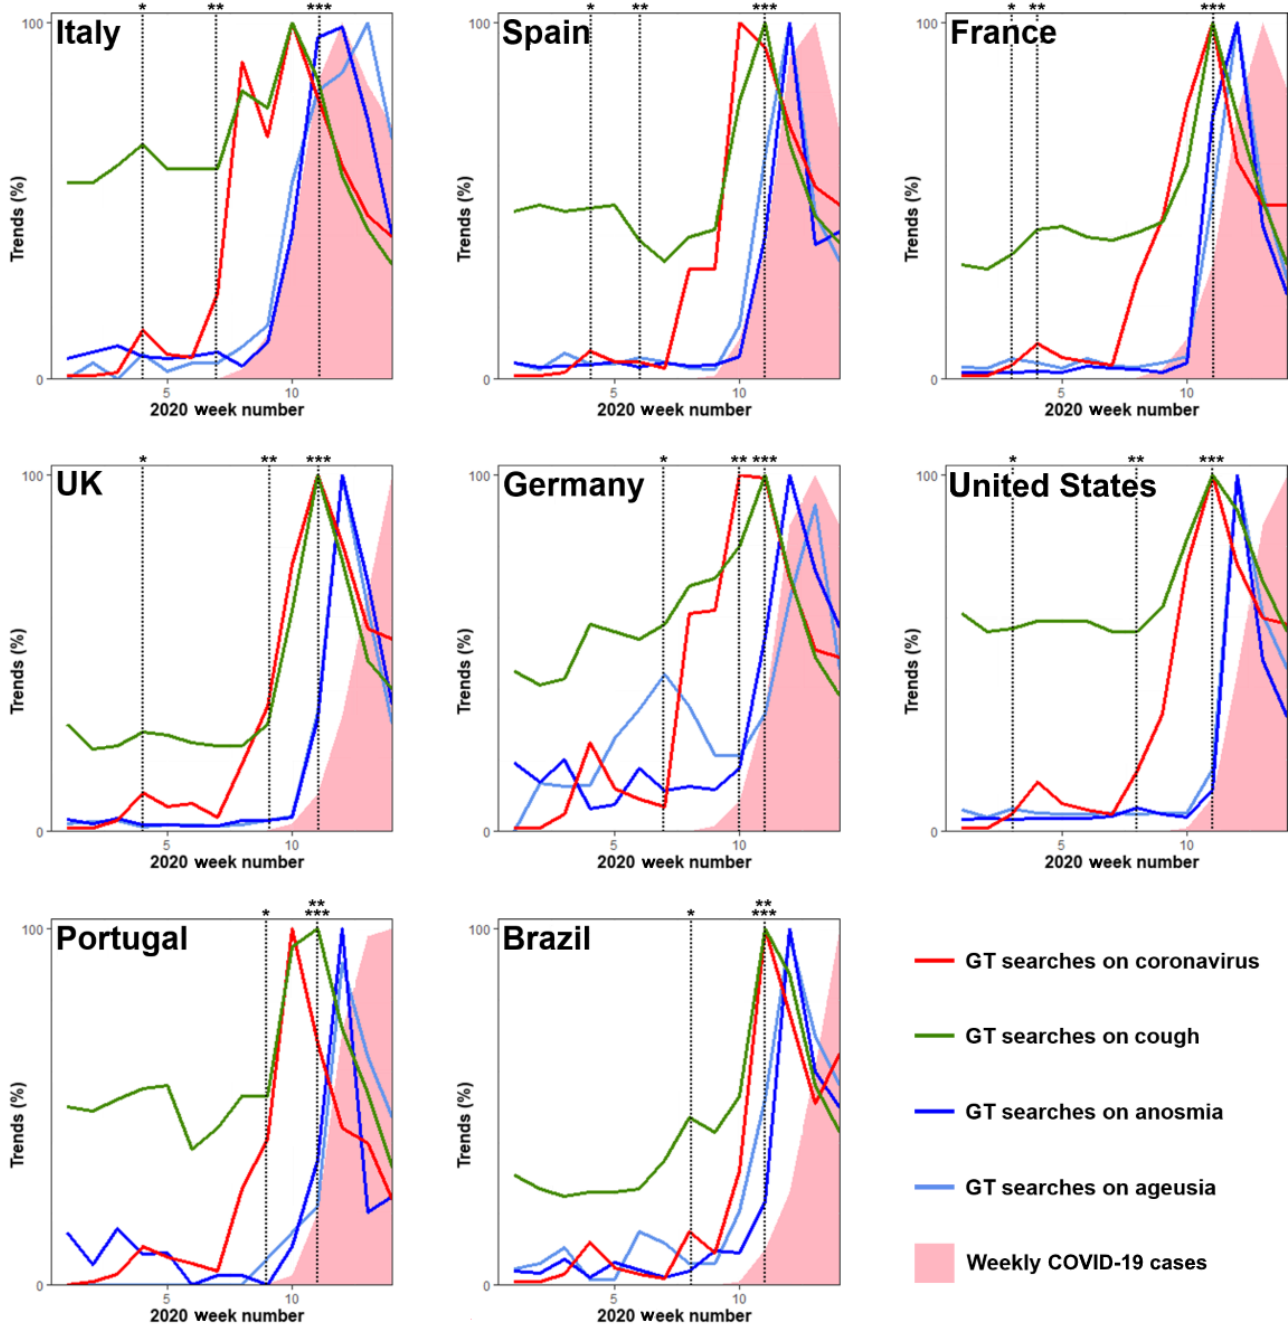 * ** ***
Italy
100
0
Trends (%)
5 10
2020 week number
* ** ***
Spain
100
0
Trends (%)
5 10
2020 week number
* ** ***
France
100
0
Trends (%)
5 10
2020 week number
* ** ***
UK
100
0
Trends (%)
5 10
2020 week number
* ** ***
Germany
100
0
Trends (%)
5 10
2020 week number
* ** ***
United States
100
0
Trends (%)
5 10
2020 week number
**
* ***
Portugal
100
0
Trends (%)
5 10
2020 week number
**
* ***
Brazil
100
0
Trends (%)
5 10
2020 week number
GT searches on coronavirus
GT searches on cough
GT searches on anosmia
GT searches on ageusia
Weekly COVID-19 cases